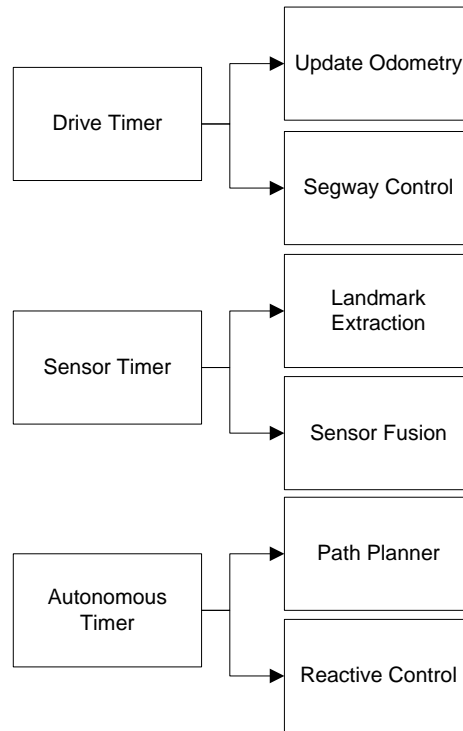 Update Odometry
Drive Timer
Segway Control
Landmark
Extraction
Sensor Timer
Sensor Fusion
Path Planner
Autonomous
Timer
Reactive Control